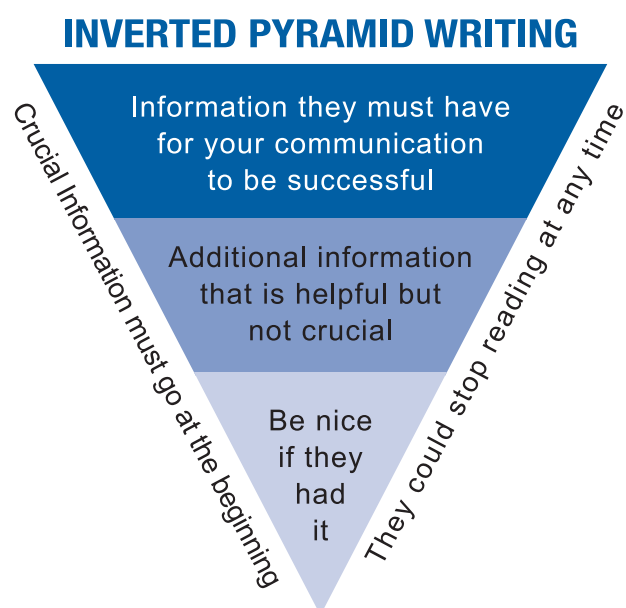 INVERTED PYRAMID WRITING
Information they must have
for your communication
to be successful
Additional information
that is helpful but
not crucial
Be nice
if they
had
it
Crucial Information must go at the beginning
They could stop reading at any time